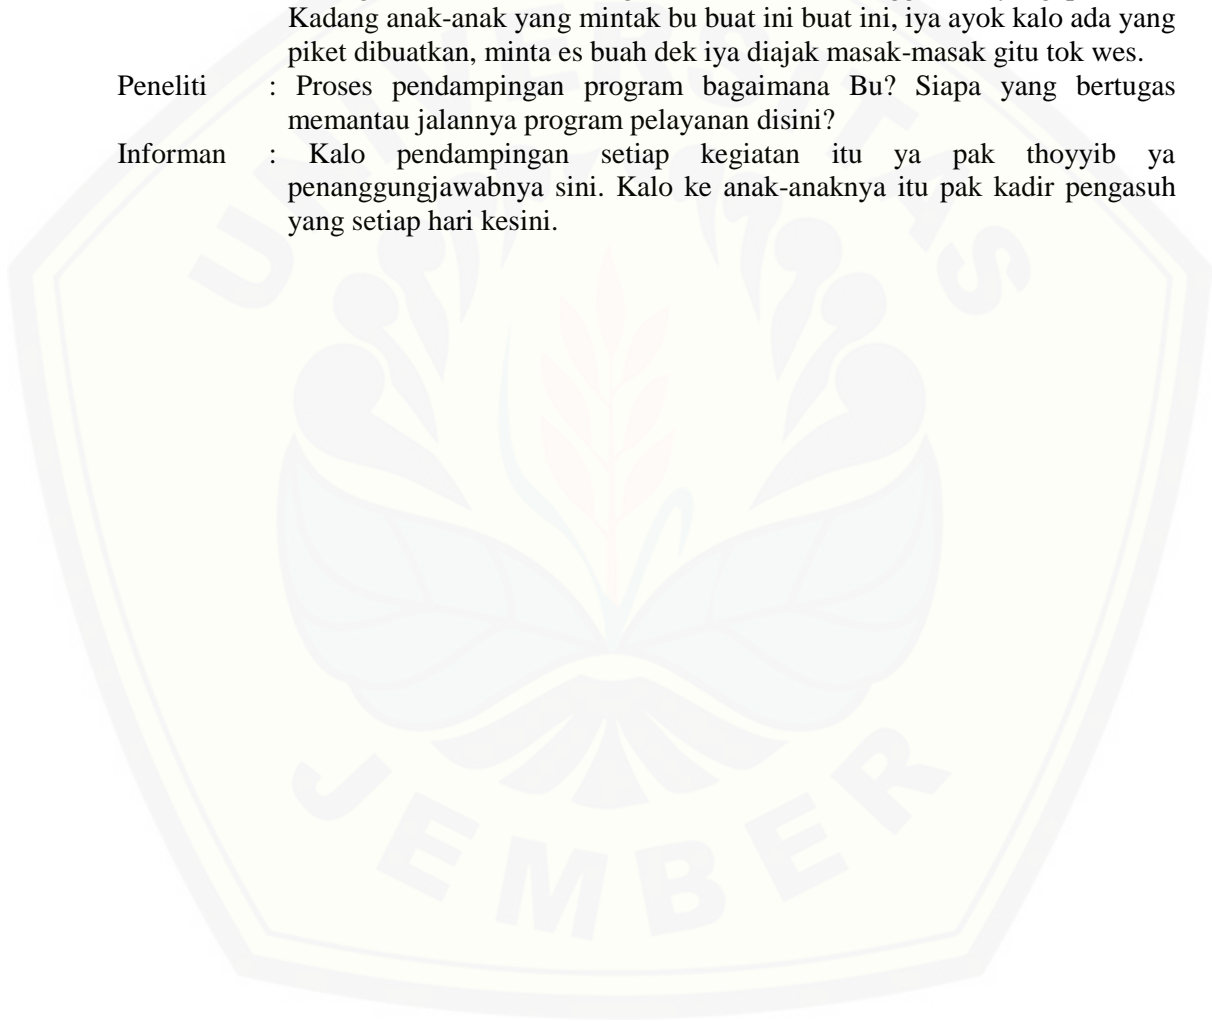 Kadang anak-anak yang mintak bu buat ini buat ini, iya ayok kalo ada yang
piket dibuatkan, minta es buah dek iya diajak masak-masak gitu tok wes.
Peneliti : Proses pendampingan program bagaimana Bu? Siapa yang bertugas
memantau jalannya program pelayanan disini?
Informan : Kalo pendampingan setiap kegiatan itu ya pak thoyyib ya
penanggungjawabnya sini. Kalo ke anak-anaknya itu pak kadir pengasuh
yang setiap hari kesini.
UNIVERSITAS
JEMBER